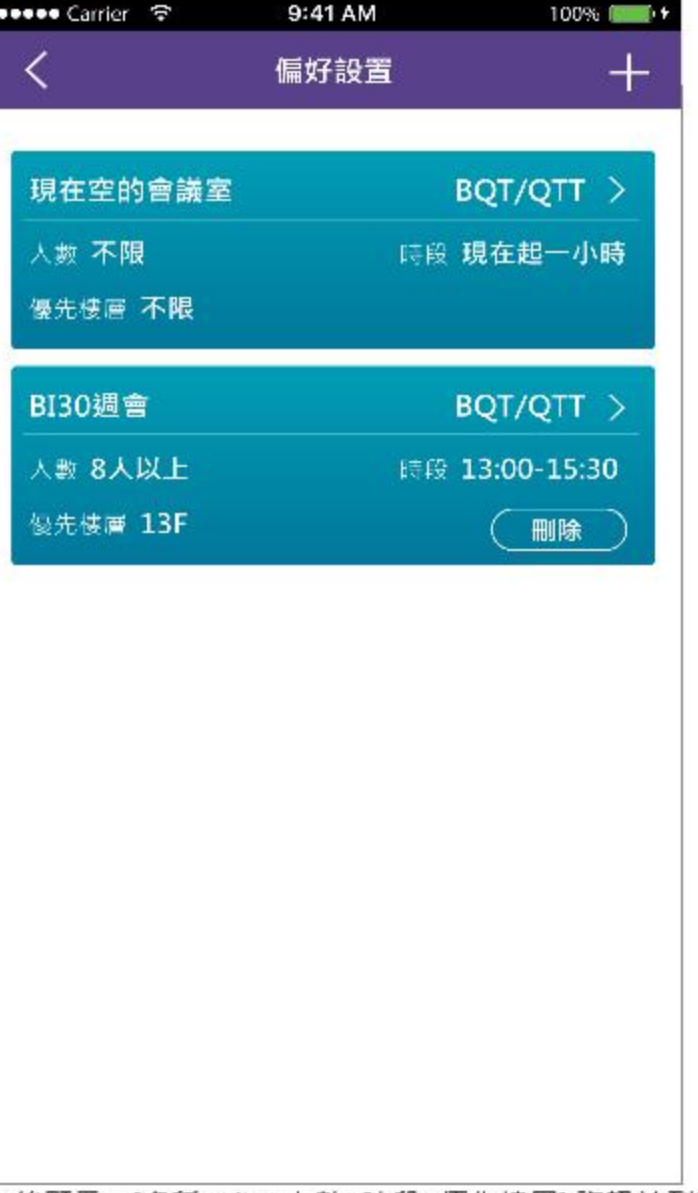 Carrier 9:41 AM 100%
偏好設置
現在空的會議室 BQT/QTT
人數 不限 時段 現在起一小時
優先樓層 不限
BI30週會 BQT/QTT
人數 8人以上 時段 13:00-15:30
優先樓層 13F
刪除